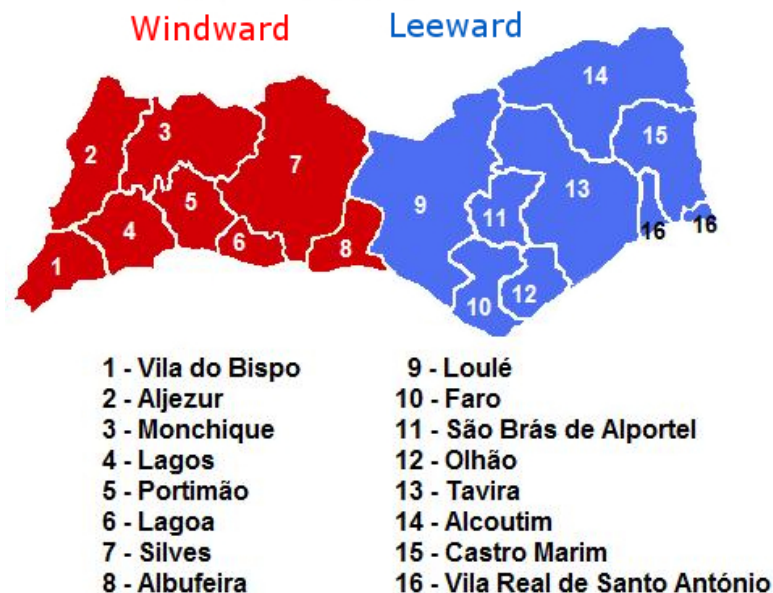 Windward
Leeward
14
2
3
15
7
5
13
9
11
4
16
16
6
8
1
12
10
1 - Vila do Bispo
2 - Aljezur
3 - Monchique
4 - Lagos
5 - Portimão
6 - Lagoa
7 - Silves
8 - Albufeira
9 - Loulé
10 - Faro
11 - São Brás de Alportel
12 - Olhão
13 - Tavira
14 - Alcoutim
15 - Castro Marim
16 - Vila Real de Santo António